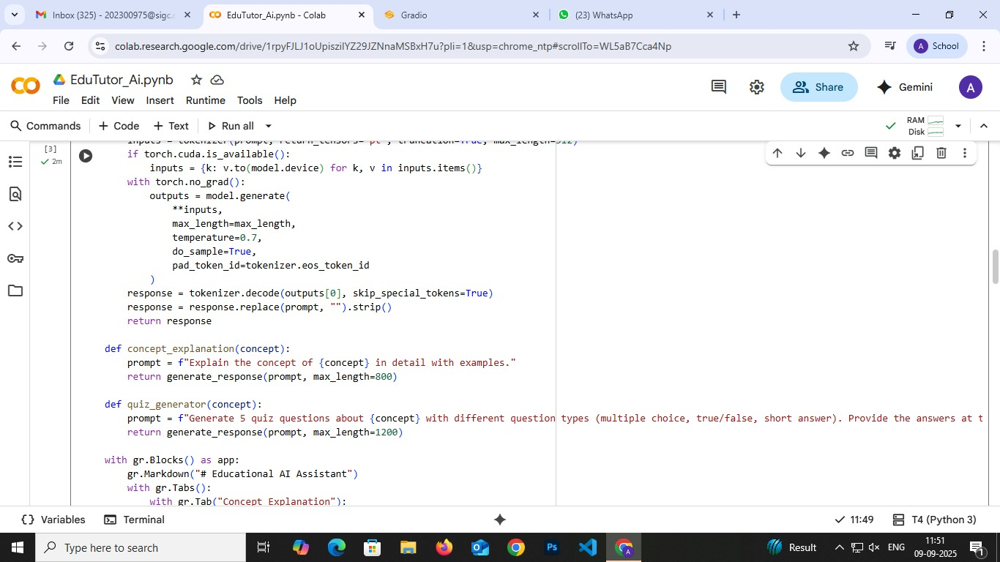 Inbox (325) - 202300975@sigc.e
EduTutor_Ai.pynb - Colab
Gradio
(23) WhatsApp
colab.research.google.com/drive/1rpyFJLJ1oUpiszilYZ29JZNnaMSBxH7u?pli=1&usp=chrome_ntp#scrollTo=WL5aB7Cca4Np
A School
EduTutor_Ai.pynb
Share
Gemini
A
File Edit View Insert Runtime Tools Help
Commands + Code + Text Run all
RAM
Disk
inputs = tokenizer(prompt, return_tensors="pt", truncation=True, max_length=512)
[3]
2m
if torch.cuda.is_available():
inputs = {k: v.to(model.device) for k, v in inputs.items()}
with torch.no_grad():
outputs = model.generate(
**inputs,
max_length=max_length,
temperature=0.7,
do_sample=True,
pad_token_id=tokenizer.eos_token_id
)
response = tokenizer.decode(outputs[0], skip_special_tokens=True)
response = response.replace(prompt, "").strip()
return response
def concept_explanation(concept):
prompt = f"Explain the concept of {concept} in detail with examples."
return generate_response(prompt, max_length=800)
def quiz_generator(concept):
prompt = f"Generate 5 quiz questions about {concept} with different question types (multiple choice, true/false, short answer). Provide the answers at t
return generate_response(prompt, max_length=1200)
with gr.Blocks() as app:
gr.Markdown("# Educational AI Assistant")
with gr.Tabs():
with gr.Tab("Concept Explanation"):
Variables
Terminal
11:49
T4 (Python 3)
Type here to search
Ps
A
Result
ENG
11:51
09-09-2025
1